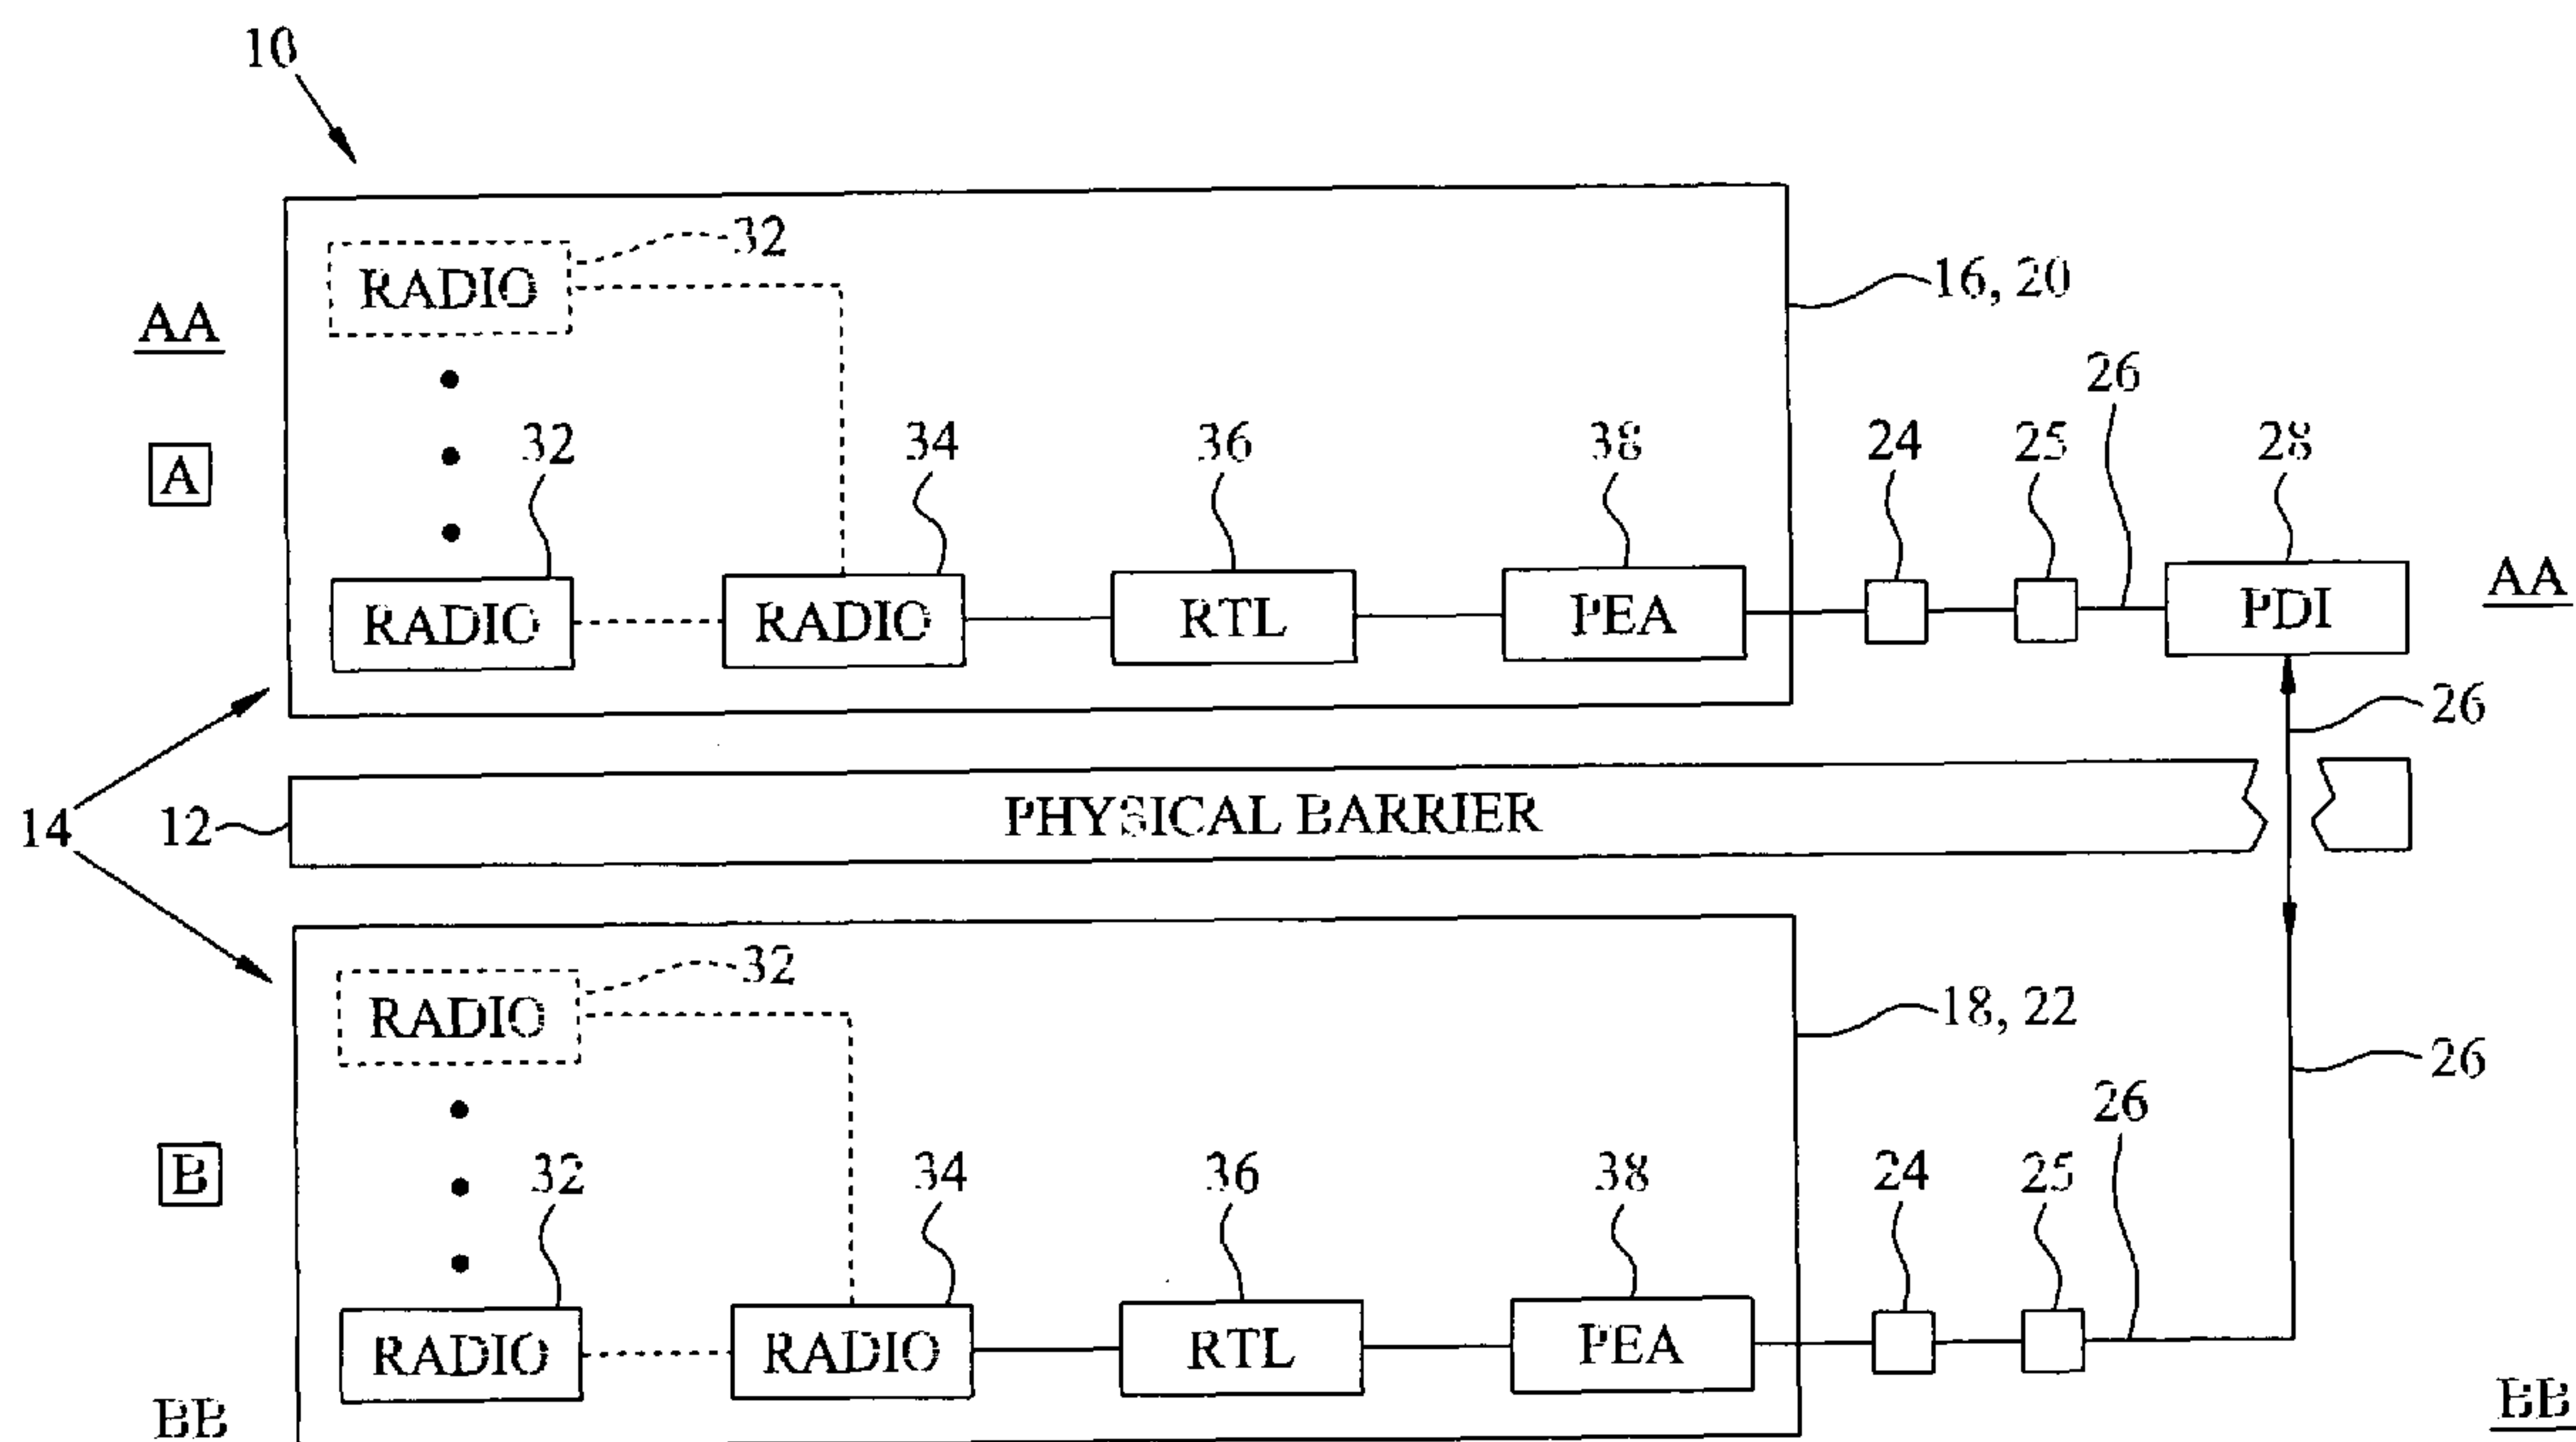 10
32
RADIO
16, 20
AA
26
A
32
34
36
38
24
25
28
AA
RADIO
RADIO
RTL
PEA
PDI
26
14
12
PHYSICAL BARRIER
32
RADIO
18, 22
26
26
B
32
34
36
38
24
25
RADIO
RADIO
RTL
PEA
BB
BB